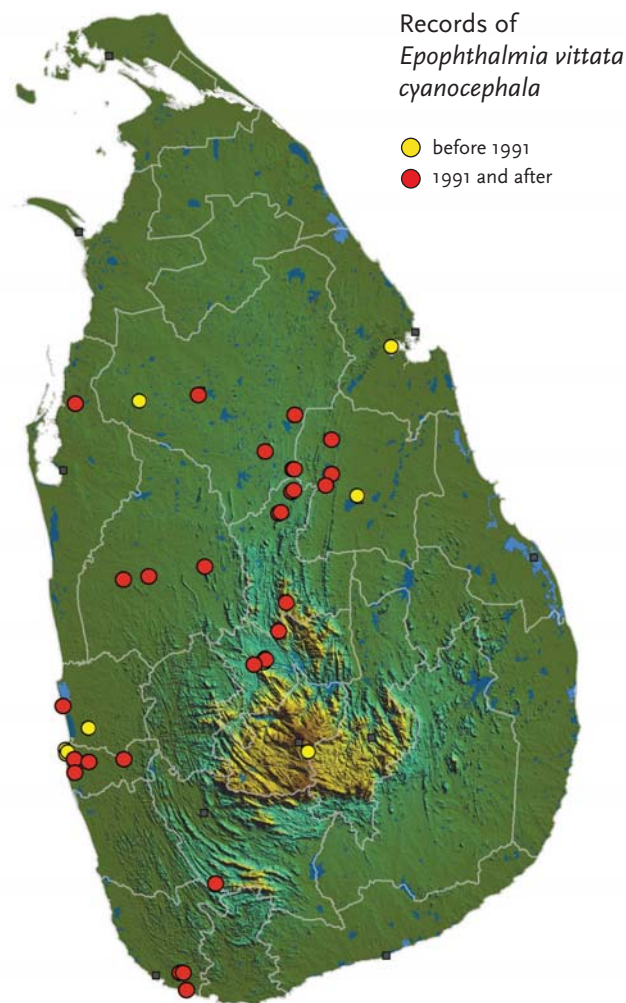 Records of
Epophthalmia vittata
cyanocephala
before 1991
1991 and after